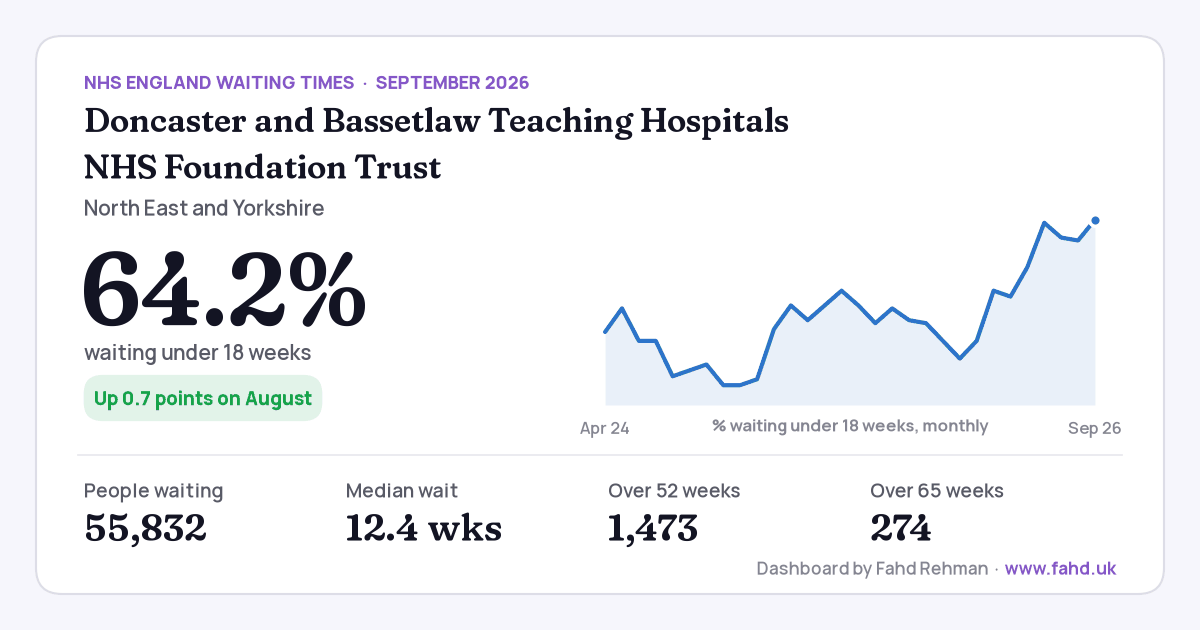 NHS ENGLAND WAITING TIMES · SEPTEMBER 2026
Doncaster and Bassetlaw Teaching Hospitals
NHS Foundation Trust
North East and Yorkshire
64.2%
waiting under 18 weeks
Up 0.7 points on August
Apr 24
% waiting under 18 weeks, monthly
Sep 26
People waiting
55,832
Median wait
12.4 wks
Over 52 weeks
1,473
Over 65 weeks
274
Dashboard by Fahd Rehman · www.fahd.uk